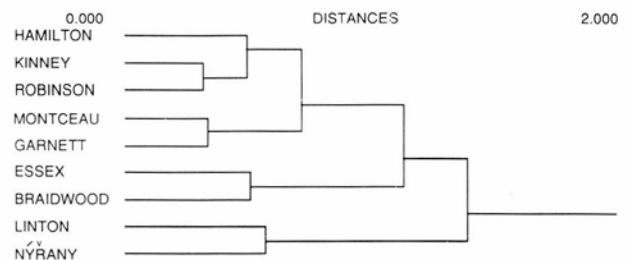 0.000 DISTANCES 2.000
HAMILTON
KINNEY
ROBINSON
MONTCEAU
GARNETT
ESSEX
BRAIDWOOD
LINTON
NÝŘANY